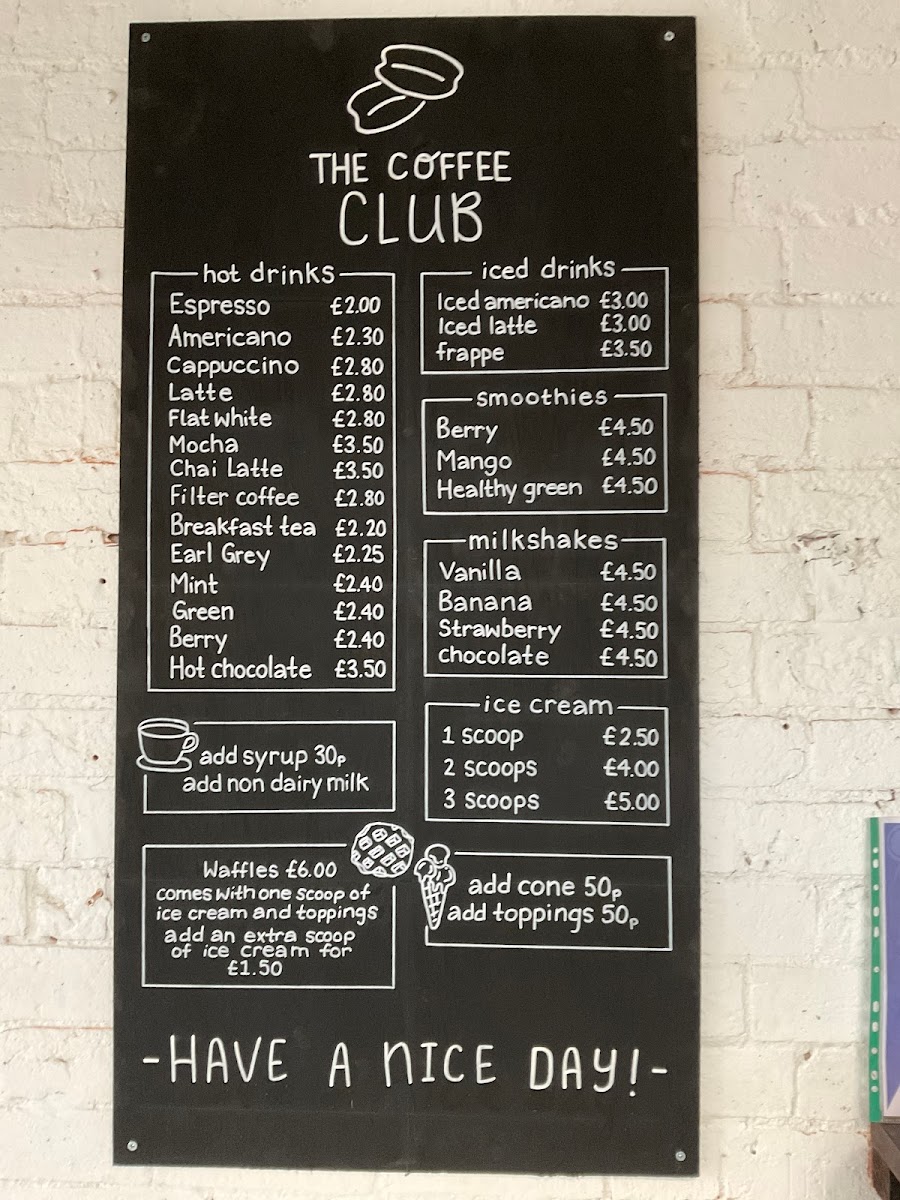 THE COFFEE
CLUB
hot drinks
Espresso £2.00
Americano £2.30
Cappuccino £2.80
Latte £2.80
Flat white £2.80
Mocha £3.50
Chai Latte £3.50
Filter coffee £2.80
Breakfast tea £2.20
Earl Grey £2.25
Mint £2.40
Green £2.40
Berry £2.40
Hot chocolate £3.50
add syrup 30p
add non dairy milk
Waffles £6.00
comes with one scoop of
ice cream and toppings
add an extra scoop
of ice cream for
£1.50
iced drinks
Iced americano £3.00
Iced latte £3.00
frappe £3.50
smoothies
Berry £4.50
Mango £4.50
Healthy green £4.50
milkshakes
Vanilla £4.50
Banana £4.50
Strawberry £4.50
chocolate £4.50
ice cream
1 scoop £2.50
2 scoops £4.00
3 scoops £5.00
add cone 50p
add toppings 50p
-HAVE A NICE DAY!-